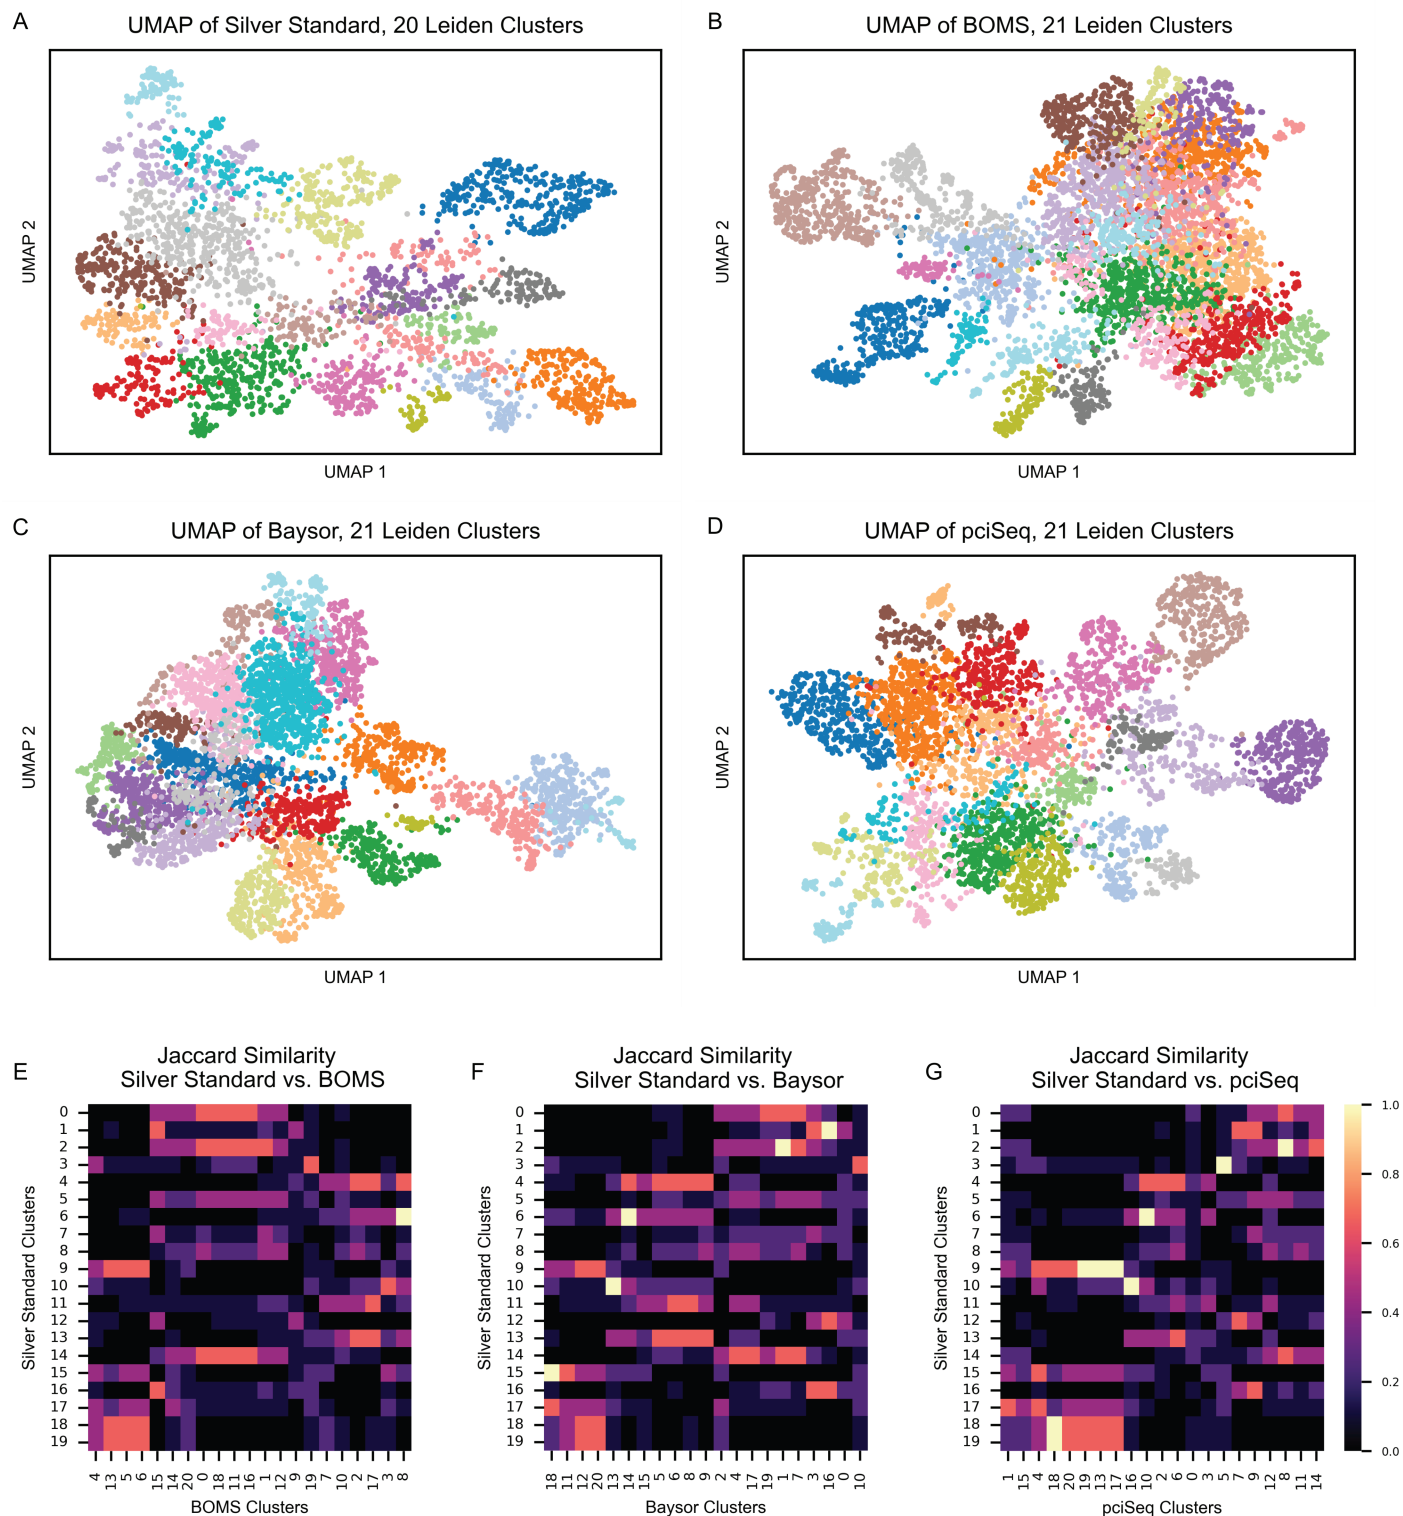 A
UMAP of Silver Standard, 20 Leiden Clusters
UMAP 2
UMAP 1
B
UMAP of BOMS, 21 Leiden Clusters
UMAP 2
UMAP 1
C
UMAP of Baysor, 21 Leiden Clusters
UMAP 2
UMAP 1
D
UMAP of pciSeq, 21 Leiden Clusters
UMAP 2
UMAP 1
E
Jaccard Similarity
Silver Standard vs. BOMS
Silver Standard Clusters
0
1
2
3
4
5
6
7
8
9
10
11
12
13
14
15
16
17
18
19
4 13 5 6 15 14 20 0 18 11 16 1 12 9 19 7 10 2 17 3 8
BOMS Clusters
F
Jaccard Similarity
Silver Standard vs. Baysor
Silver Standard Clusters
0
1
2
3
4
5
6
7
8
9
10
11
12
13
14
15
16
17
18
19
18 11 12 20 13 14 15 5 6 8 9 2 4 17 19 1 7 3 16 0 10
Baysor Clusters
G
Jaccard Similarity
Silver Standard vs. pciSeq
Silver Standard Clusters
0
1
2
3
4
5
6
7
8
9
10
11
12
13
14
15
16
17
18
19
1 15 4 18 20 19 13 17 16 10 2 6 0 3 5 7 9 12 8 11 14
pciSeq Clusters
1.0
0.8
0.6
0.4
0.2
0.0